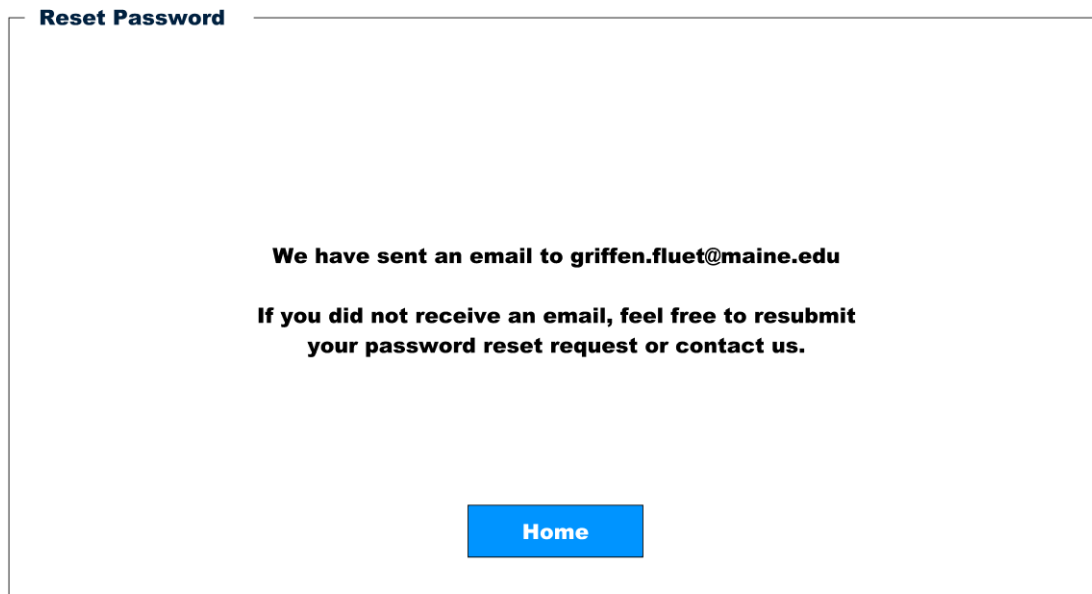 Reset Password
We have sent an email to griffen.fluet@maine.edu
If you did not receive an email, feel free to resubmit
your password reset request or contact us.
Home